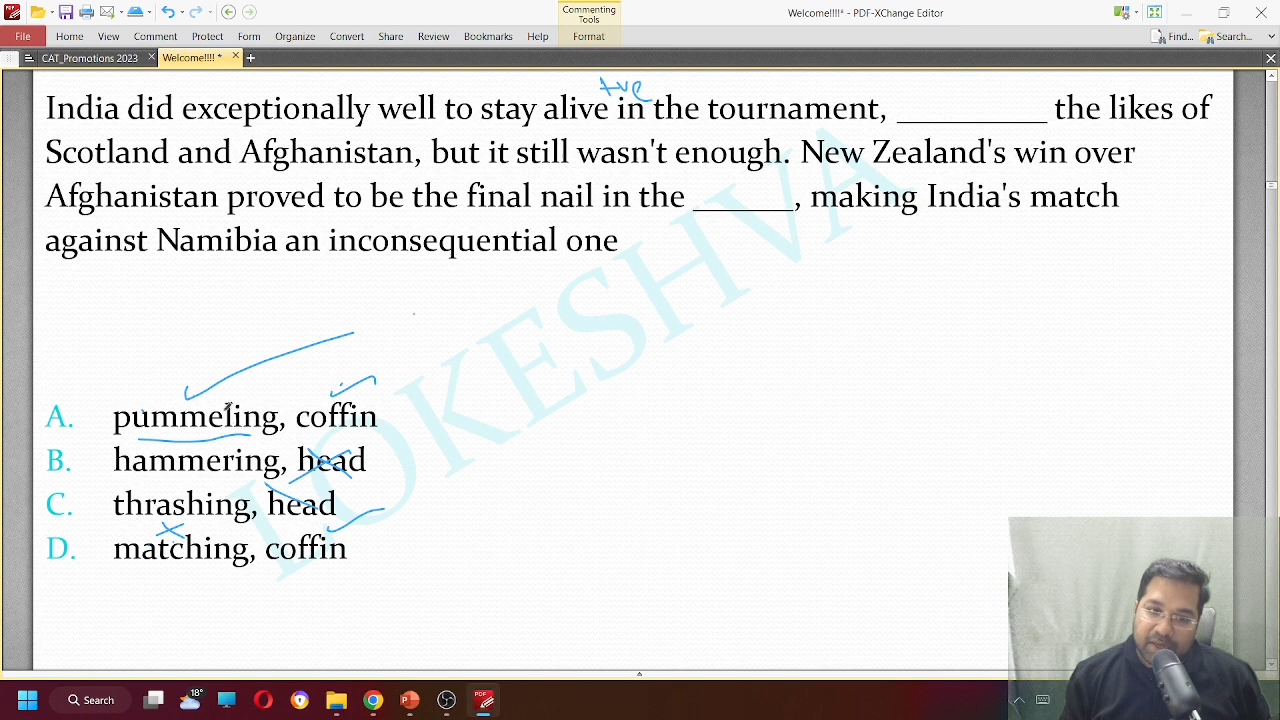 Commenting
Tools
Welcome!!!!* - PDF-XChange Editor
File Home View Comment Protect Form Organize Convert Share Review Bookmarks Help Format Find... Search...
CAT_Promotions 2023 Welcome!!!! *
+ve
India did exceptionally well to stay alive in the tournament, __________ the likes of
Scotland and Afghanistan, but it still wasn't enough. New Zealand's win over
Afghanistan proved to be the final nail in the _______, making India's match
against Namibia an inconsequential one
LOKESHVA
A. pummeling, coffin
B. hammering, head
C. thrashing, head
D. matching, coffin
Search 18° PDF